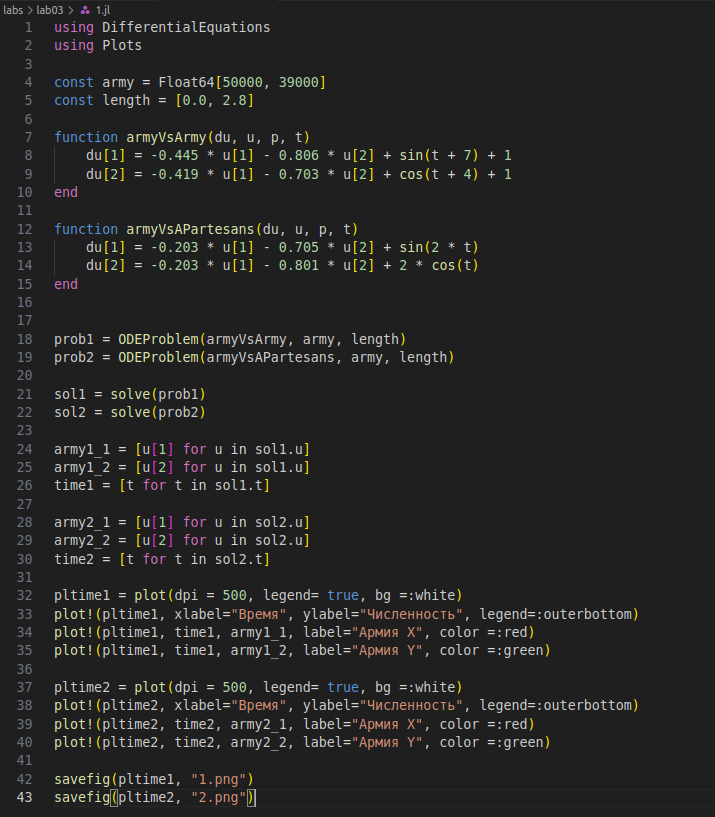 labs > lab03 > 1.jl
1 using DifferentialEquations
2 using Plots
3
4 const army = Float64[50000, 39000]
5 const length = [0.0, 2.8]
6
7 function armyVsArmy(du, u, p, t)
8     du[1] = -0.445 * u[1] - 0.806 * u[2] + sin(t + 7) + 1
9     du[2] = -0.419 * u[1] - 0.703 * u[2] + cos(t + 4) + 1
10 end
11
12 function armyVsAPartesans(du, u, p, t)
13     du[1] = -0.203 * u[1] - 0.705 * u[2] + sin(2 * t)
14     du[2] = -0.203 * u[1] - 0.801 * u[2] + 2 * cos(t)
15 end
16
17
18 prob1 = ODEProblem(armyVsArmy, army, length)
19 prob2 = ODEProblem(armyVsAPartesans, army, length)
20
21 sol1 = solve(prob1)
22 sol2 = solve(prob2)
23
24 army1_1 = [u[1] for u in sol1.u]
25 army1_2 = [u[2] for u in sol1.u]
26 time1 = [t for t in sol1.t]
27
28 army2_1 = [u[1] for u in sol2.u]
29 army2_2 = [u[2] for u in sol2.u]
30 time2 = [t for t in sol2.t]
31
32 pltime1 = plot(dpi = 500, legend= true, bg =:white)
33 plot!(pltime1, xlabel="Время", ylabel="Численность", legend=:outerbottom)
34 plot!(pltime1, time1, army1_1, label="Армия X", color =:red)
35 plot!(pltime1, time1, army1_2, label="Армия Y", color =:green)
36
37 pltime2 = plot(dpi = 500, legend= true, bg =:white)
38 plot!(pltime2, xlabel="Время", ylabel="Численность", legend=:outerbottom)
39 plot!(pltime2, time2, army2_1, label="Армия X", color =:red)
40 plot!(pltime2, time2, army2_2, label="Армия Y", color =:green)
41
42 savefig(pltime1, "1.png")
43 savefig(pltime2, "2.png")